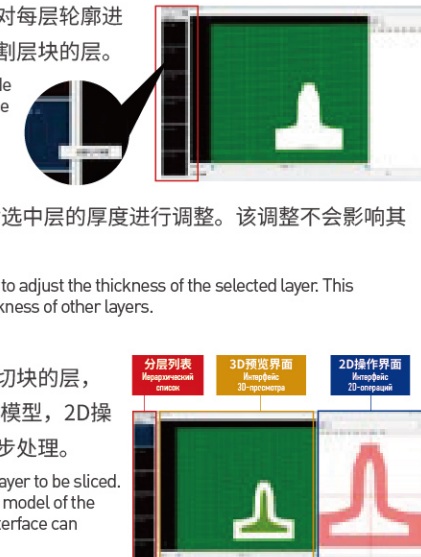 对每层轮廓进
割层块的层。
选中层的厚度进行调整。该调整不会影响其
to adjust the thickness of the selected layer. This
kness of other layers.
分层列表
Иерархический
список
3D预览界面
Интерфейс
3D-просмотра
2D操作界面
Интерфейс
2D-операций
切块的层，
模型，2D操
步处理。
ayer to be sliced.
model of the
terface can